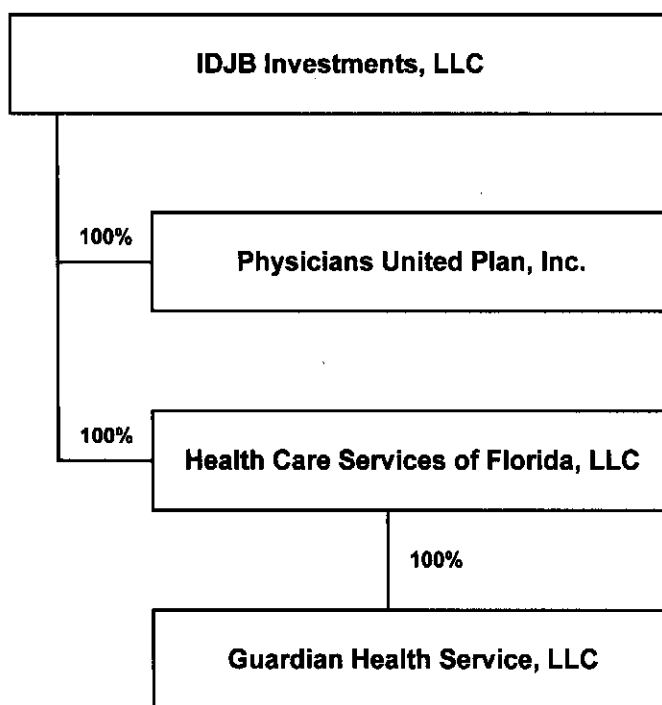 IDJB Investments, LLC
100%
Physicians United Plan, Inc.
100%
Health Care Services of Florida, LLC
100%
Guardian Health Service, LLC